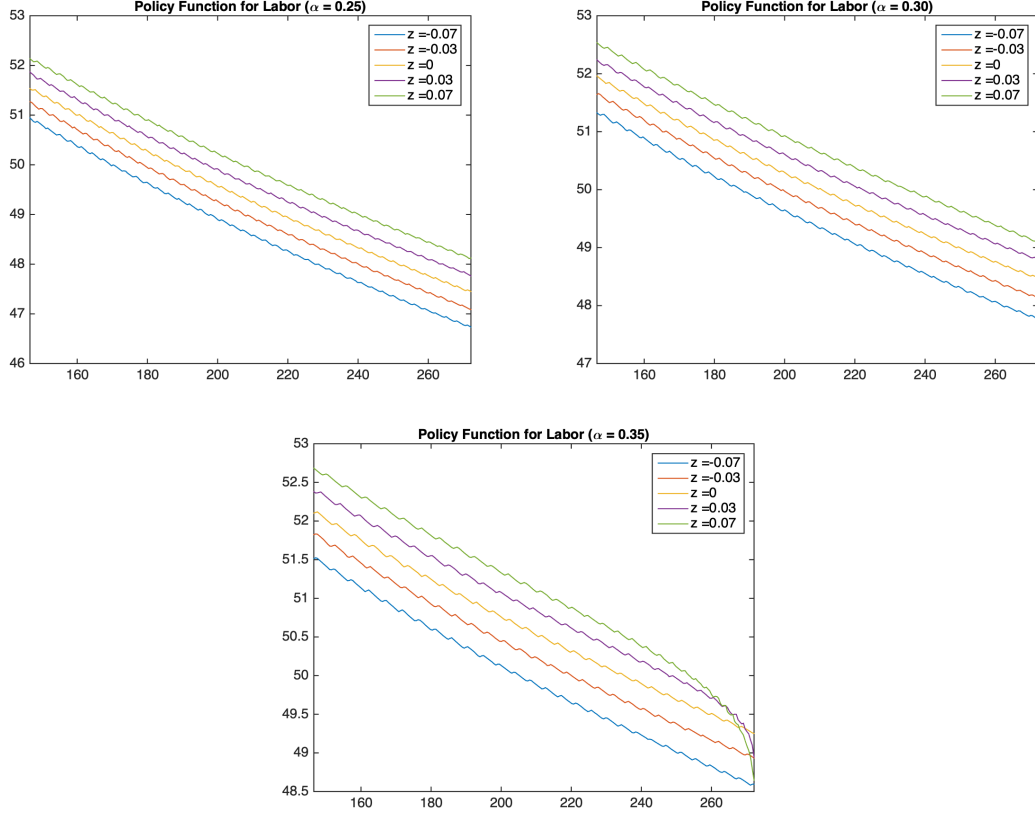 Policy Function for Labor (α = 0.25)
53
52
51
50
49
48
47
46
160 180 200 220 240 260
z =-0.07
z =-0.03
z =0
z =0.03
z =0.07
Policy Function for Labor (α = 0.30)
53
52
51
50
49
48
47
160 180 200 220 240 260
z =-0.07
z =-0.03
z =0
z =0.03
z =0.07
Policy Function for Labor (α = 0.35)
53
52.5
52
51.5
51
50.5
50
49.5
49
48.5
160 180 200 220 240 260
z =-0.07
z =-0.03
z =0
z =0.03
z =0.07